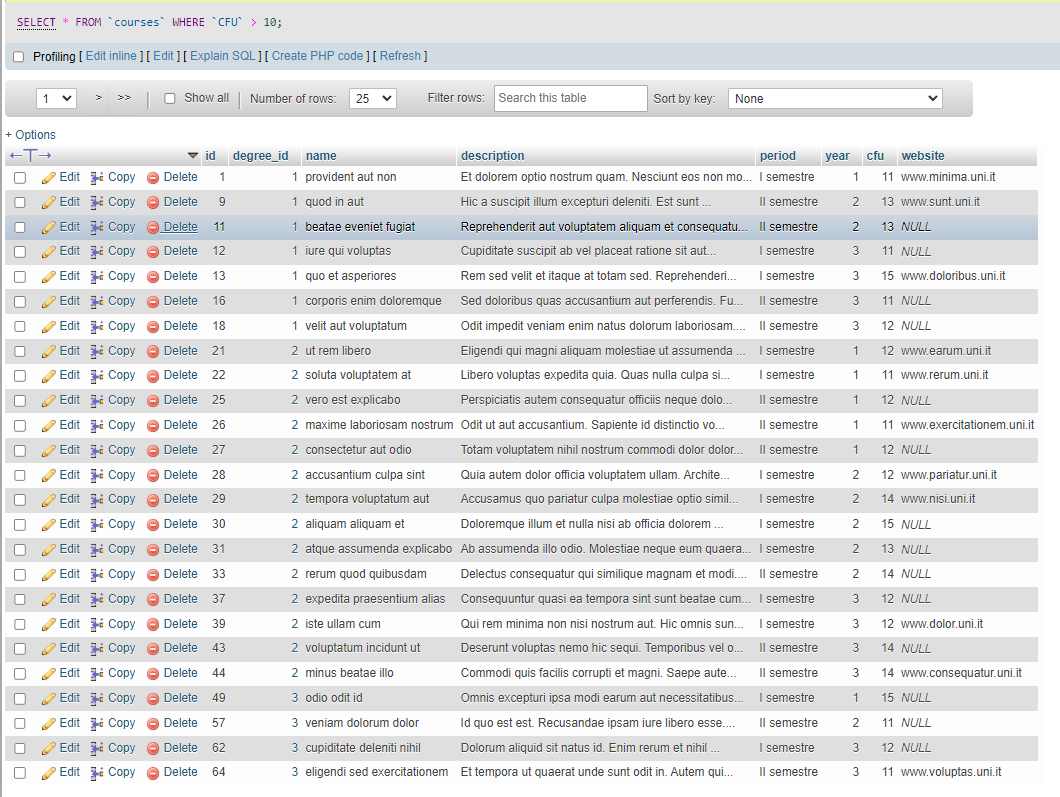 SELECT * FROM `courses` WHERE `CFU` > 10;
Profiling [ Edit inline ] [ Edit ] [ Explain SQL ] [ Create PHP code ] [ Refresh ]
1 > >> Show all Number of rows: 25 Filter rows: Search this table Sort by key: None
+ Options
←T→ id degree_id name description period year cfu website
Edit Copy Delete 1 1 provident aut non Et dolorem optio nostrum quam. Nesciunt eos non mo... I semestre 1 11 www.minima.uni.it
Edit Copy Delete 9 1 quod in aut Hic a suscipit illum excepturi deleniti. Est sunt ... II semestre 2 13 www.sunt.uni.it
Edit Copy Delete 11 1 beatae eveniet fugiat Reprehenderit aut voluptatem aliquam et consequatu... II semestre 2 13 NULL
Edit Copy Delete 12 1 iure qui voluptas Cupiditate suscipit ab vel placeat ratione sit aut... I semestre 3 11 NULL
Edit Copy Delete 13 1 quo et asperiores Rem sed velit et itaque at totam sed. Reprehenderi... I semestre 3 15 www.doloribus.uni.it
Edit Copy Delete 16 1 corporis enim doloremque Sed doloribus quas accusantium aut perferendis. Fu... II semestre 3 11 NULL
Edit Copy Delete 18 1 velit aut voluptatum Odit impedit veniam enim natus dolorum laboriosam.... II semestre 3 12 NULL
Edit Copy Delete 21 2 ut rem libero Eligendi qui magni aliquam molestiae ut assumenda ... I semestre 1 12 www.earum.uni.it
Edit Copy Delete 22 2 soluta voluptatem at Libero voluptas expedita quia. Quas nulla culpa si... I semestre 1 11 www.rerum.uni.it
Edit Copy Delete 25 2 vero est explicabo Perspiciatis autem consequatur officiis neque dolo... II semestre 1 12 NULL
Edit Copy Delete 26 2 maxime laboriosam nostrum Odit ut aut accusantium. Sapiente id distinctio vo... II semestre 1 11 www.exercitationem.uni.it
Edit Copy Delete 27 2 consectetur aut odio Totam voluptatem nihil nostrum commodi dolor dolor... II semestre 1 12 NULL
Edit Copy Delete 28 2 accusantium culpa sint Quia autem dolor officia voluptatem ullam. Archite... I semestre 2 12 www.pariatur.uni.it
Edit Copy Delete 29 2 tempora voluptatum aut Accusamus quo pariatur culpa molestiae optio simil... I semestre 2 14 www.nisi.uni.it
Edit Copy Delete 30 2 aliquam aliquam et Doloremque illum et nulla nisi ab officia dolorem ... I semestre 2 15 NULL
Edit Copy Delete 31 2 atque assumenda explicabo Ab assumenda illo odio. Molestiae neque eum quaera... I semestre 2 13 NULL
Edit Copy Delete 33 2 rerum quod quibusdam Delectus consequatur qui similique magnam et modi.... II semestre 2 14 NULL
Edit Copy Delete 37 2 expedita praesentium alias Consequuntur quasi ea tempora sint sunt beatae cum... I semestre 3 12 NULL
Edit Copy Delete 39 2 iste ullam cum Qui rem minima non nisi nostrum aut. Hic omnis sun... I semestre 3 12 www.dolor.uni.it
Edit Copy Delete 43 2 voluptatum incidunt ut Deserunt voluptas nemo hic sequi. Temporibus vel o... II semestre 3 14 NULL
Edit Copy Delete 44 2 minus beatae illo Commodi quis facilis corrupti et magni. Saepe aute... II semestre 3 14 www.consequatur.uni.it
Edit Copy Delete 49 3 odio odit id Omnis excepturi ipsa modi earum aut necessitatibus... I semestre 1 15 NULL
Edit Copy Delete 57 3 veniam dolorum dolor Id quo est est. Recusandae ipsam iure libero esse.... II semestre 2 11 NULL
Edit Copy Delete 62 3 cupiditate deleniti nihil Dolorum aliquid sit natus id. Enim rerum et nihil ... I semestre 3 12 NULL
Edit Copy Delete 64 3 eligendi sed exercitationem Et tempora ut quaerat unde sunt odit in. Autem qui... II semestre 3 11 www.voluptas.uni.it